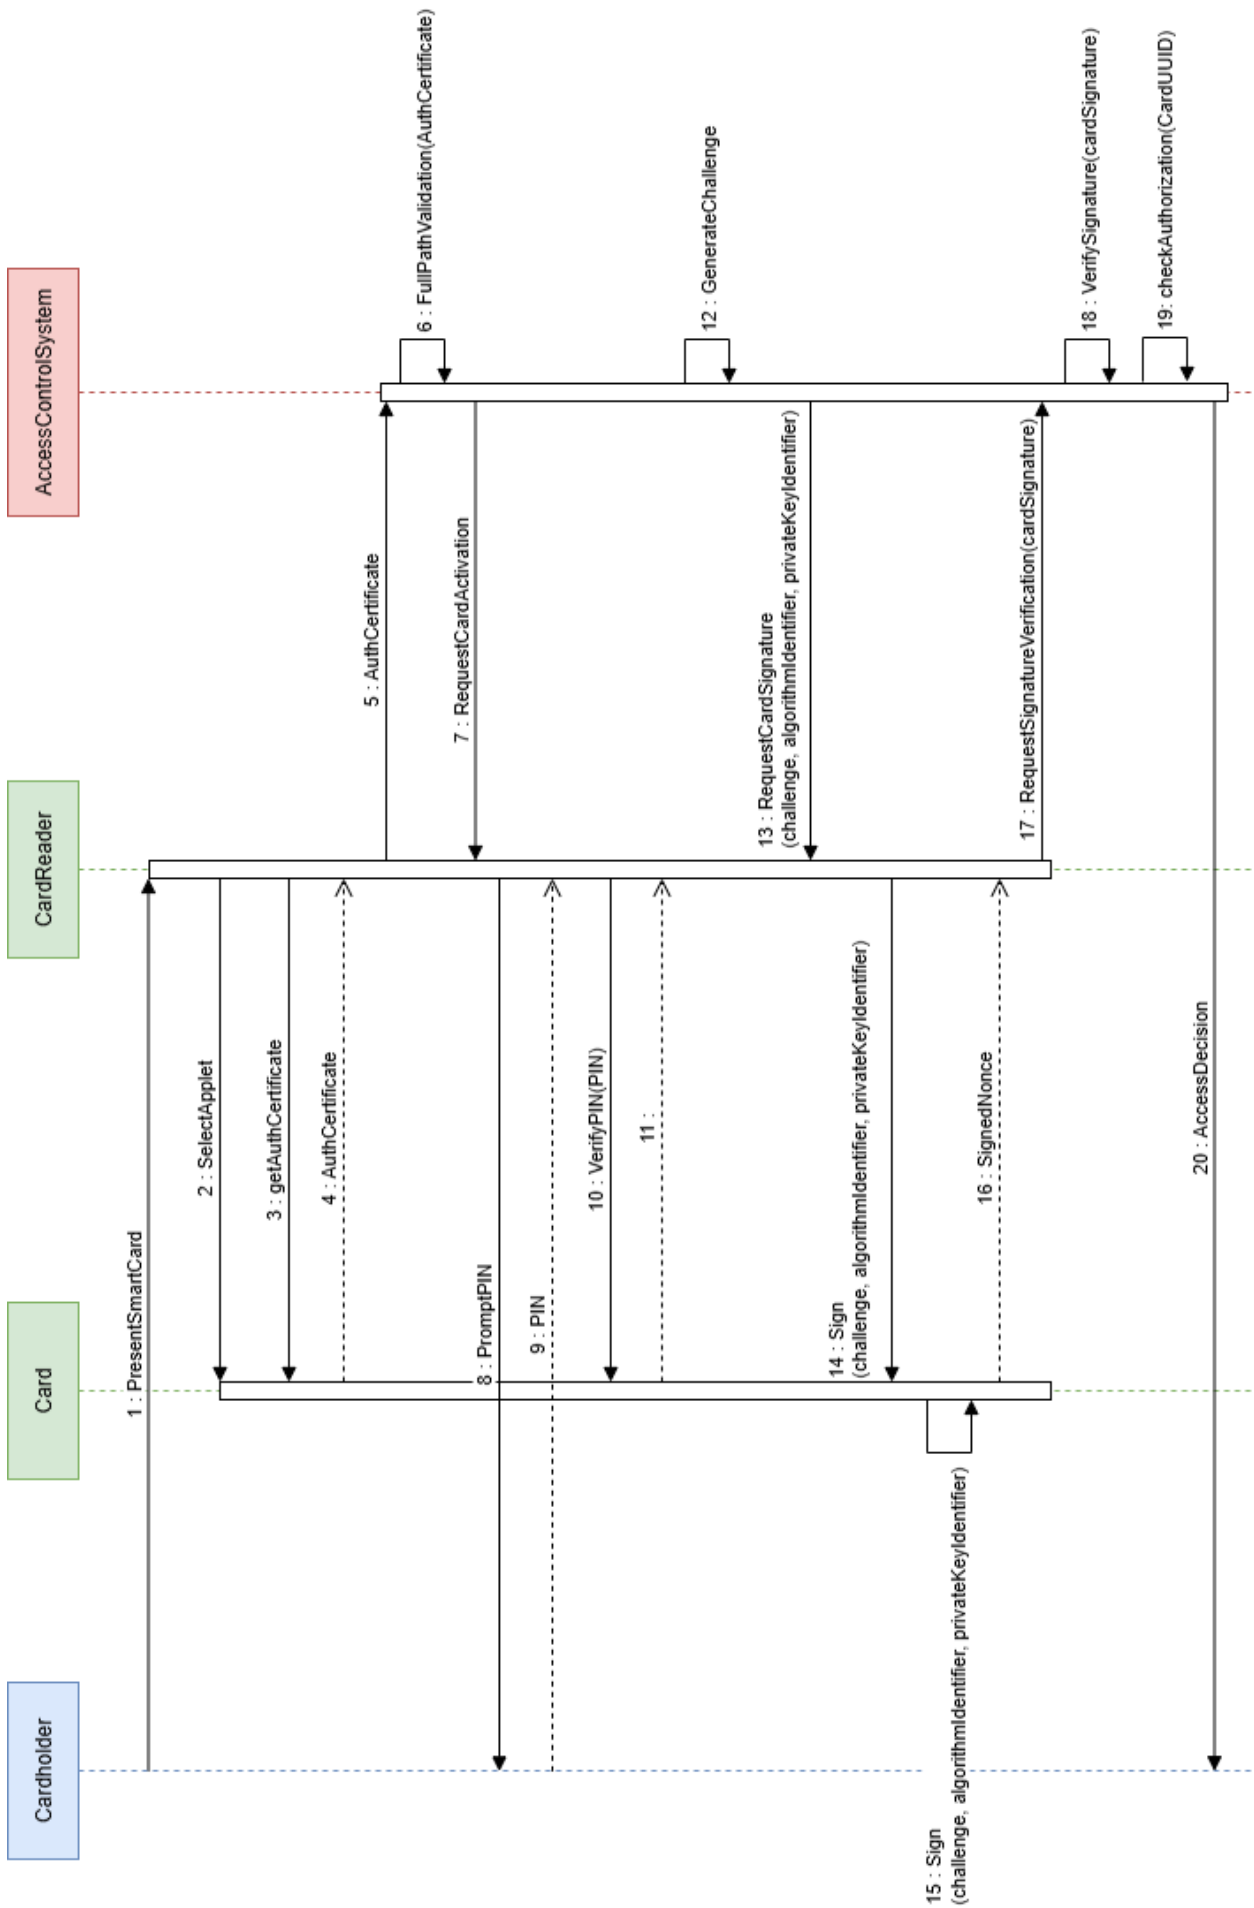 Cardholder
Card
CardReader
AccessControlSystem
1 : PresentSmartCard
2 : SelectApplet
3 : getAuthCertificate
4 : AuthCertificate
5 : AuthCertificate
6 : FullPathValidation(AuthCertificate)
7 : RequestCardActivation
8 : PromptPIN
9 : PIN
10 : VerifyPIN(PIN)
11 :
12 : GenerateChallenge
13 : RequestCardSignature
(challenge, algorithmIdentifier, privateKeyIdentifier)
14 : Sign
(challenge, algorithmIdentifier, privateKeyIdentifier)
15 : Sign
(challenge, algorithmIdentifier, privateKeyIdentifier)
16 : SignedNonce
17 : RequestSignatureVerification(cardSignature)
18 : VerifySignature(cardSignature)
19: checkAuthorization(CardUUID)
20 : AccessDecision